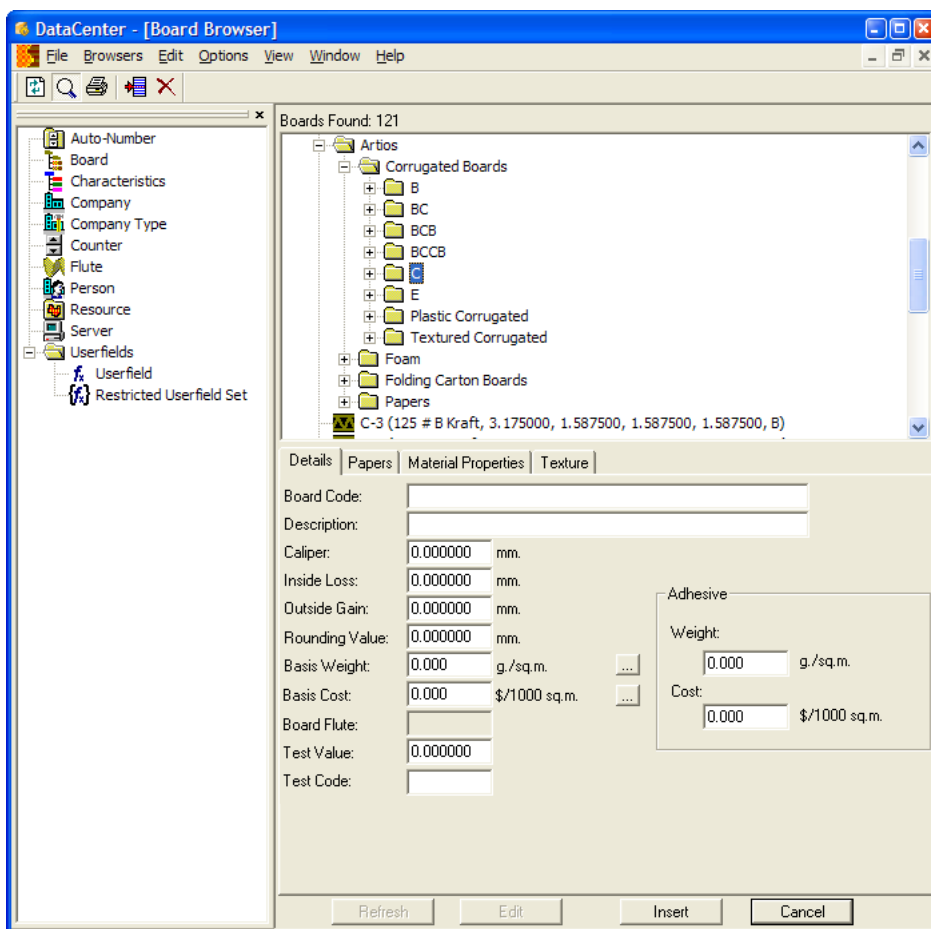 DataCenter - [Board Browser]
File Browsers Edit Options View Window Help
Auto-Number
Board
Characteristics
Company
Company Type
Counter
Flute
Person
Resource
Server
Userfields
Userfield
Restricted Userfield Set
Boards Found: 121
Artios
Corrugated Boards
B
BC
BCB
BCCB
C
E
Plastic Corrugated
Textured Corrugated
Foam
Folding Carton Boards
Papers
C-3 (125 # B Kraft, 3.175000, 1.587500, 1.587500, 1.587500, B)
Details Papers Material Properties Texture
Board Code:
Description:
Caliper: 0.000000 mm.
Inside Loss: 0.000000 mm.
Outside Gain: 0.000000 mm.
Rounding Value: 0.000000 mm.
Basis Weight: 0.000 g./sq.m. ...
Basis Cost: 0.000 $/1000 sq.m. ...
Board Flute:
Test Value: 0.000000
Test Code:
Adhesive
Weight:
0.000 g./sq.m.
Cost:
0.000 $/1000 sq.m.
Refresh Edit Insert Cancel